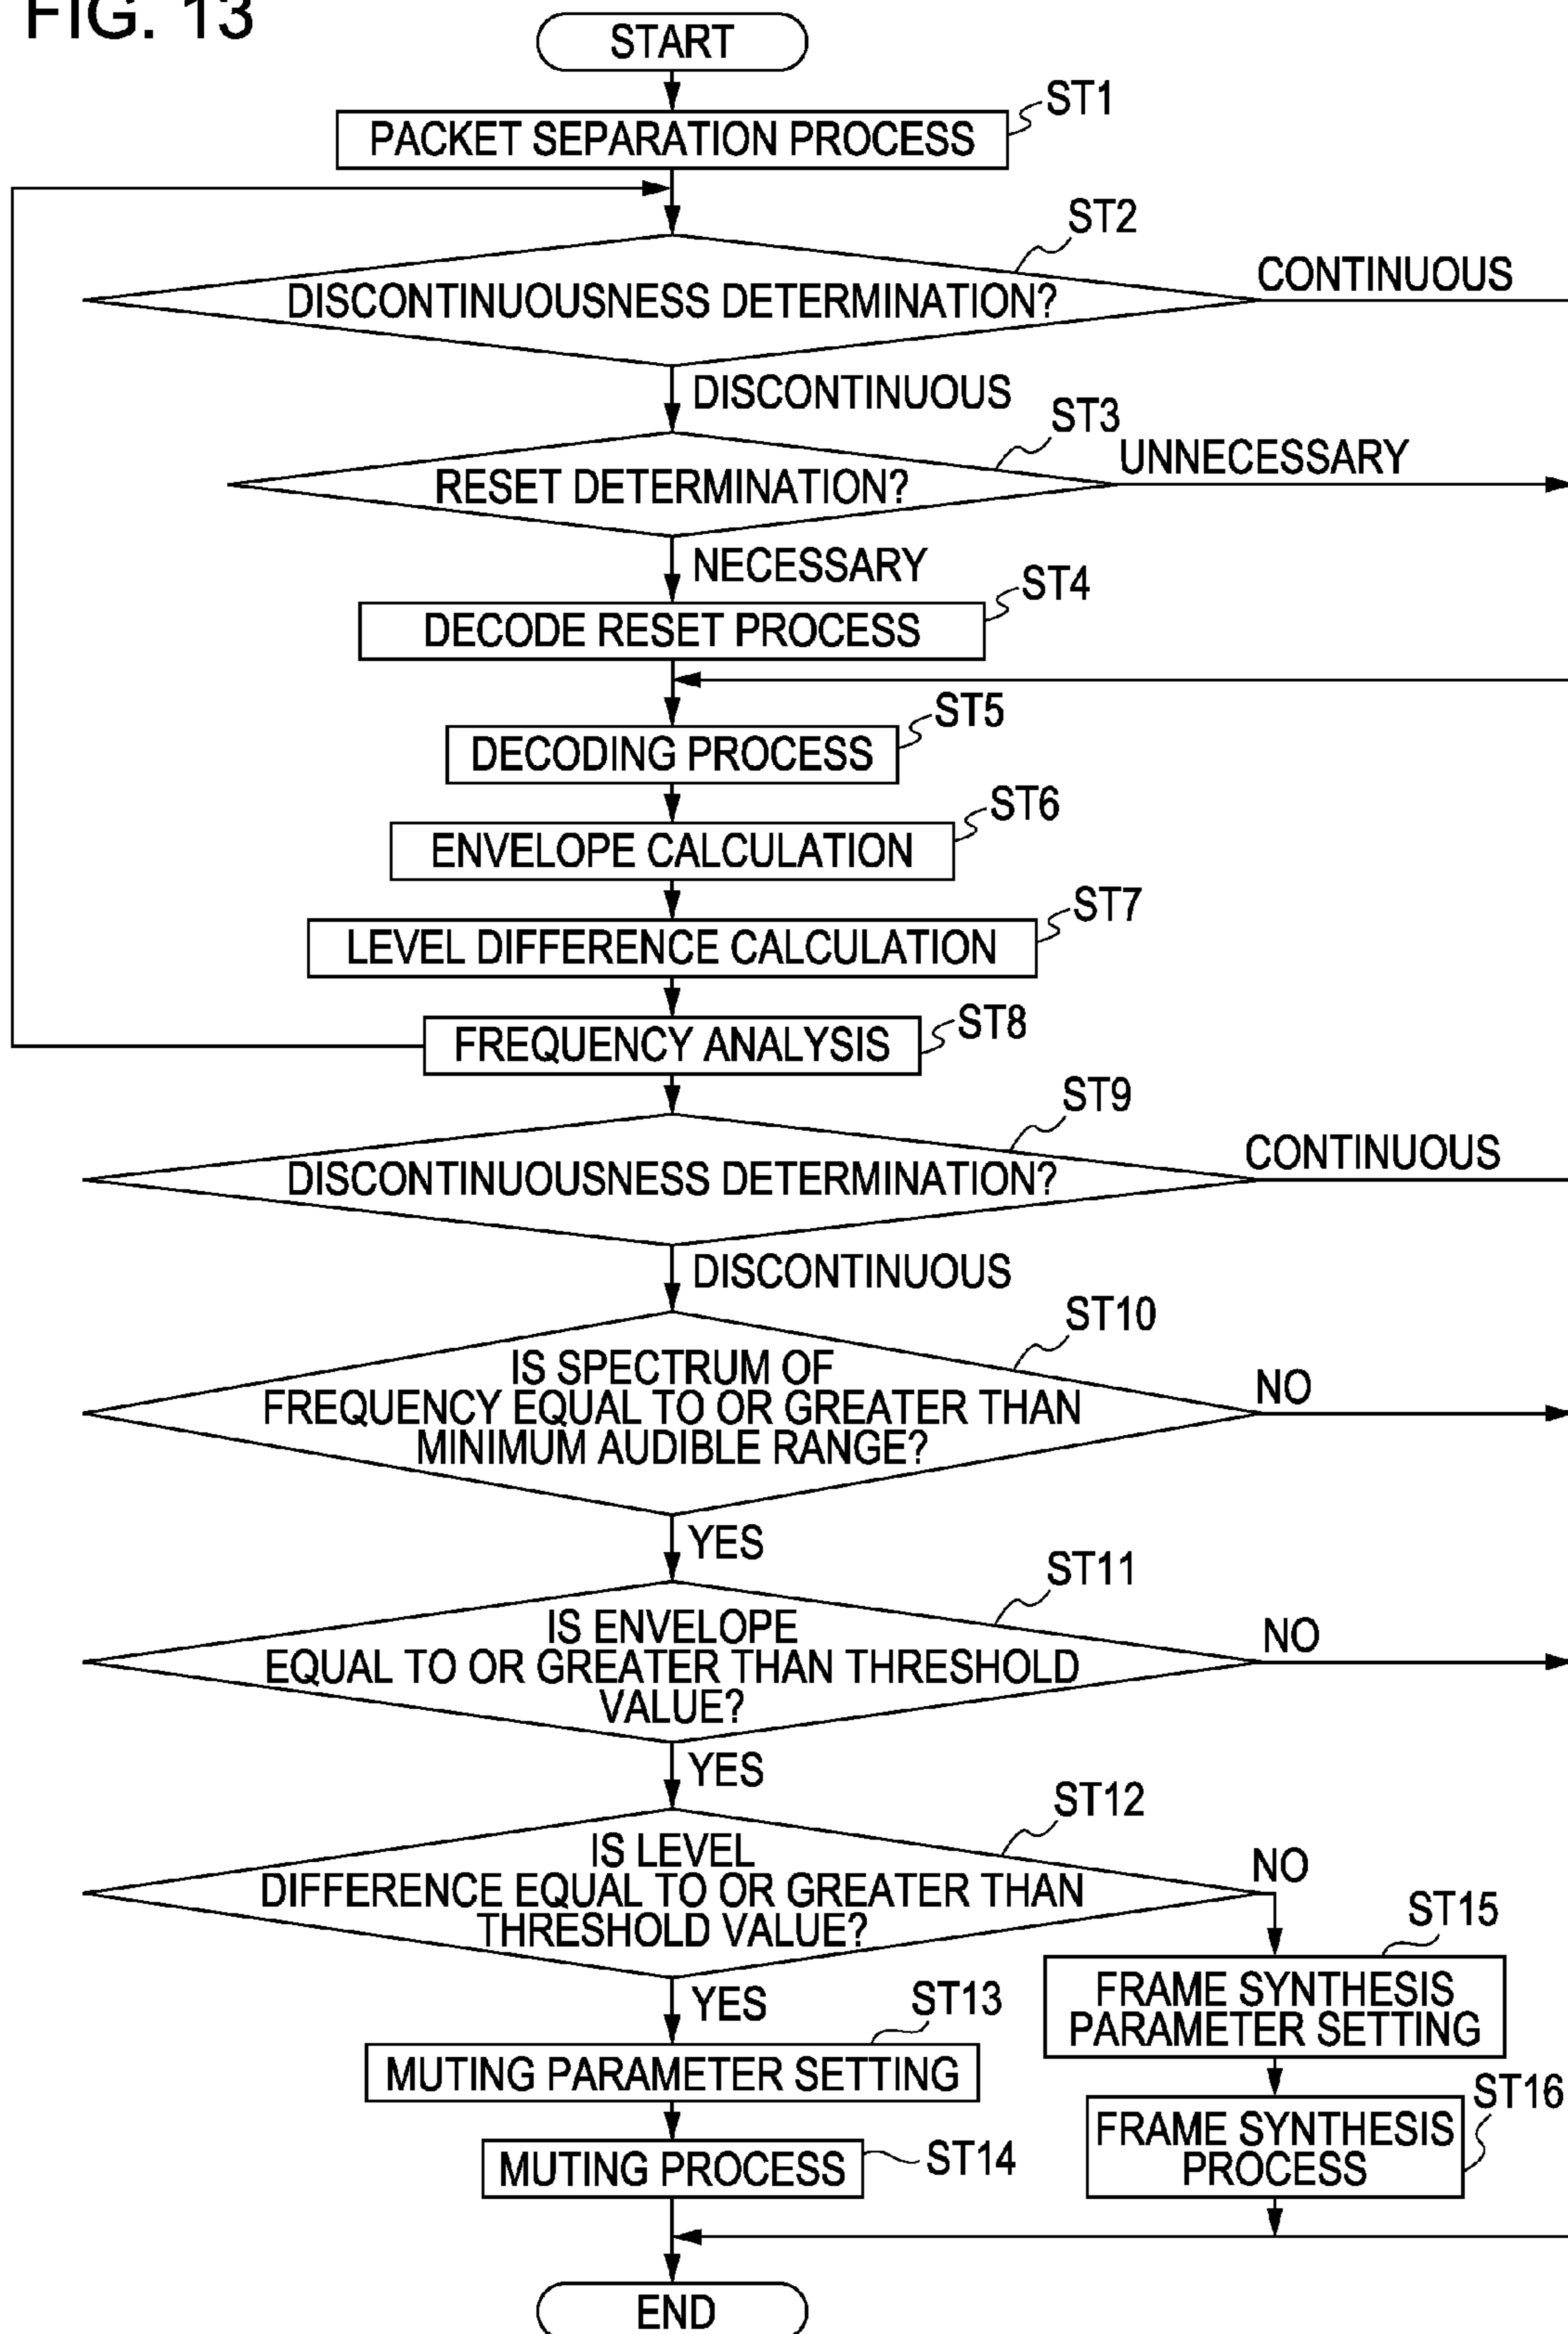 FIG. 13
START
ST1
PACKET SEPARATION PROCESS
ST2
DISCONTINUOUSNESS DETERMINATION?
CONTINUOUS
DISCONTINUOUS
ST3
RESET DETERMINATION?
UNNECESSARY
NECESSARY
ST4
DECODE RESET PROCESS
ST5
DECODING PROCESS
ST6
ENVELOPE CALCULATION
ST7
LEVEL DIFFERENCE CALCULATION
ST8
FREQUENCY ANALYSIS
ST9
DISCONTINUOUSNESS DETERMINATION?
CONTINUOUS
DISCONTINUOUS
ST10
IS SPECTRUM OF
FREQUENCY EQUAL TO OR GREATER THAN
MINIMUM AUDIBLE RANGE?
NO
YES
ST11
IS ENVELOPE
EQUAL TO OR GREATER THAN THRESHOLD
VALUE?
NO
YES
ST12
IS LEVEL
DIFFERENCE EQUAL TO OR GREATER THAN
THRESHOLD VALUE?
NO
YES
ST15
FRAME SYNTHESIS
PARAMETER SETTING
ST13
MUTING PARAMETER SETTING
ST16
FRAME SYNTHESIS
PROCESS
ST14
MUTING PROCESS
END